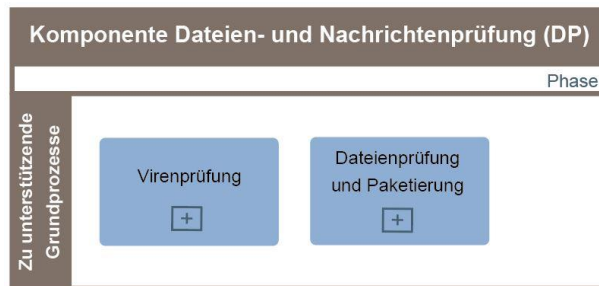 Komponente Dateien- und Nachrichtenprüfung (DP)
Phase
Zu unterstützende
Grundprozesse
Virenprüfung
+
Dateienprüfung
und Paketierung
+